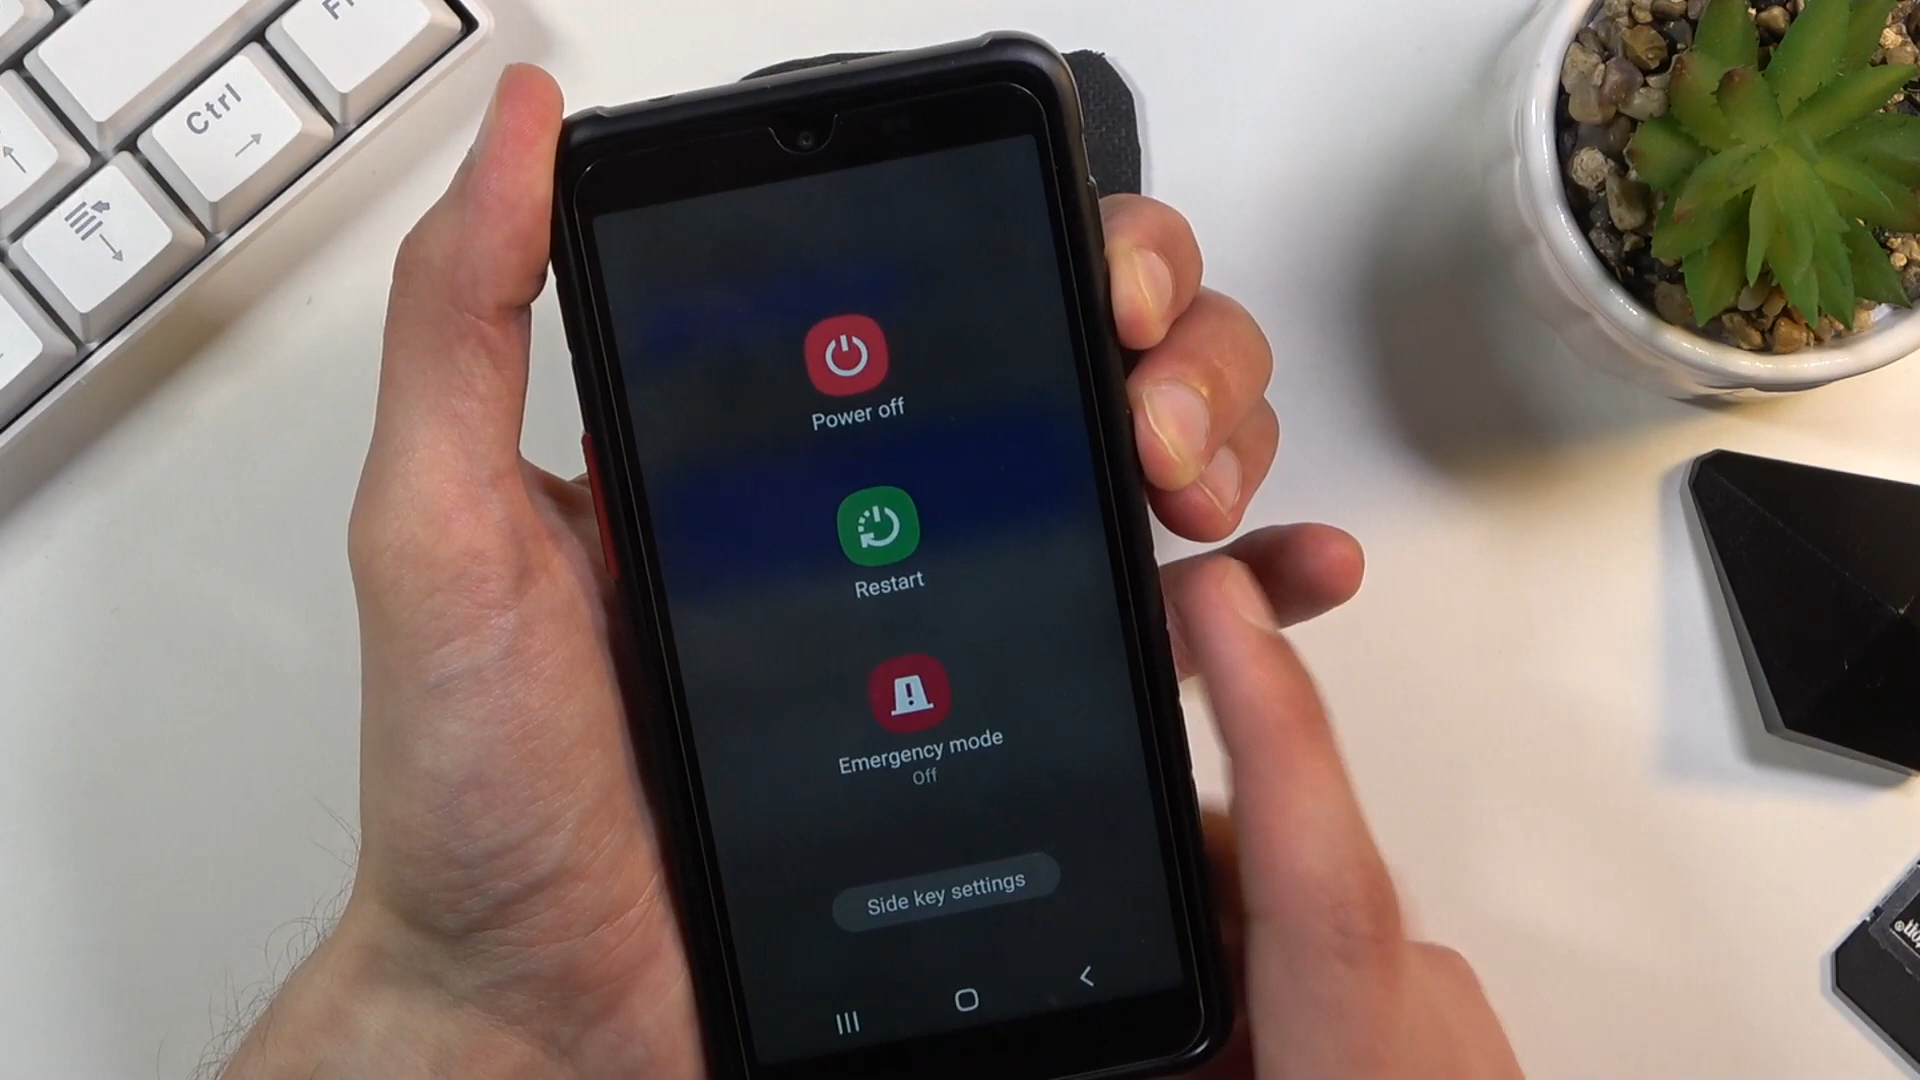 Ctrl
Power off
Restart
Emergency mode
Off
Side key settings